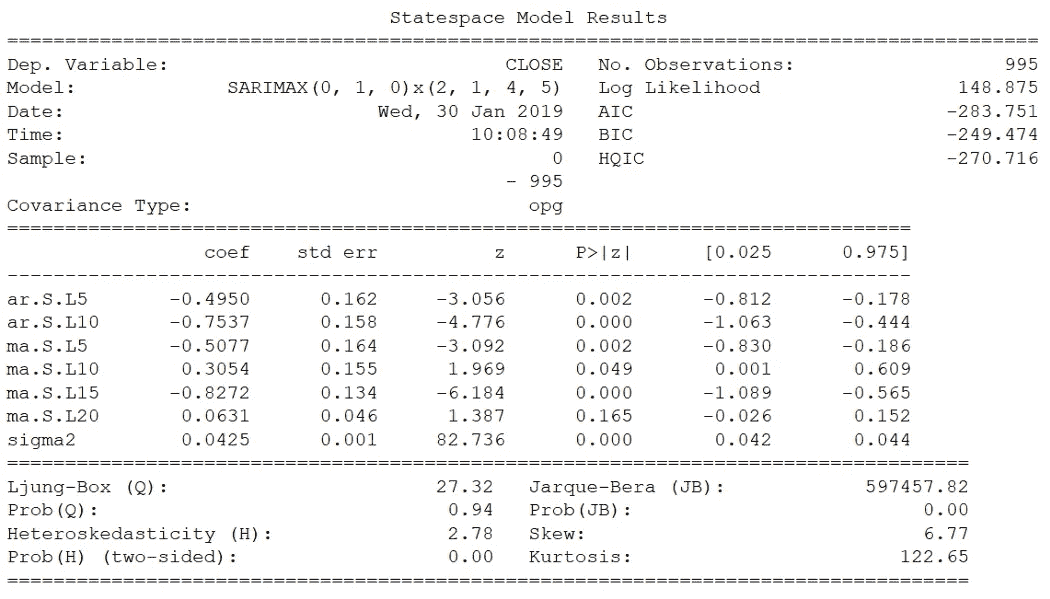 Statespace Model Results
==============================================================================
Dep. Variable: CLOSE No. Observations: 995
Model: SARIMAX(0, 1, 0)x(2, 1, 4, 5) Log Likelihood 148.875
Date: Wed, 30 Jan 2019 AIC -283.751
Time: 10:08:49 BIC -249.474
Sample: 0 HQIC -270.716
- 995
Covariance Type: opg
==============================================================================
coef std err z P>|z| [0.025 0.975]
------------------------------------------------------------------------------
ar.S.L5 -0.4950 0.162 -3.056 0.002 -0.812 -0.178
ar.S.L10 -0.7537 0.158 -4.776 0.000 -1.063 -0.444
ma.S.L5 -0.5077 0.164 -3.092 0.002 -0.830 -0.186
ma.S.L10 0.3054 0.155 1.969 0.049 0.001 0.609
ma.S.L15 -0.8272 0.134 -6.184 0.000 -1.089 -0.565
ma.S.L20 0.0631 0.046 1.387 0.165 -0.026 0.152
sigma2 0.0425 0.001 82.736 0.000 0.042 0.044
==============================================================================
Ljung-Box (Q): 27.32 Jarque-Bera (JB): 597457.82
Prob(Q): 0.94 Prob(JB): 0.00
Heteroskedasticity (H): 2.78 Skew: 6.77
Prob(H) (two-sided): 0.00 Kurtosis: 122.65
==============================================================================